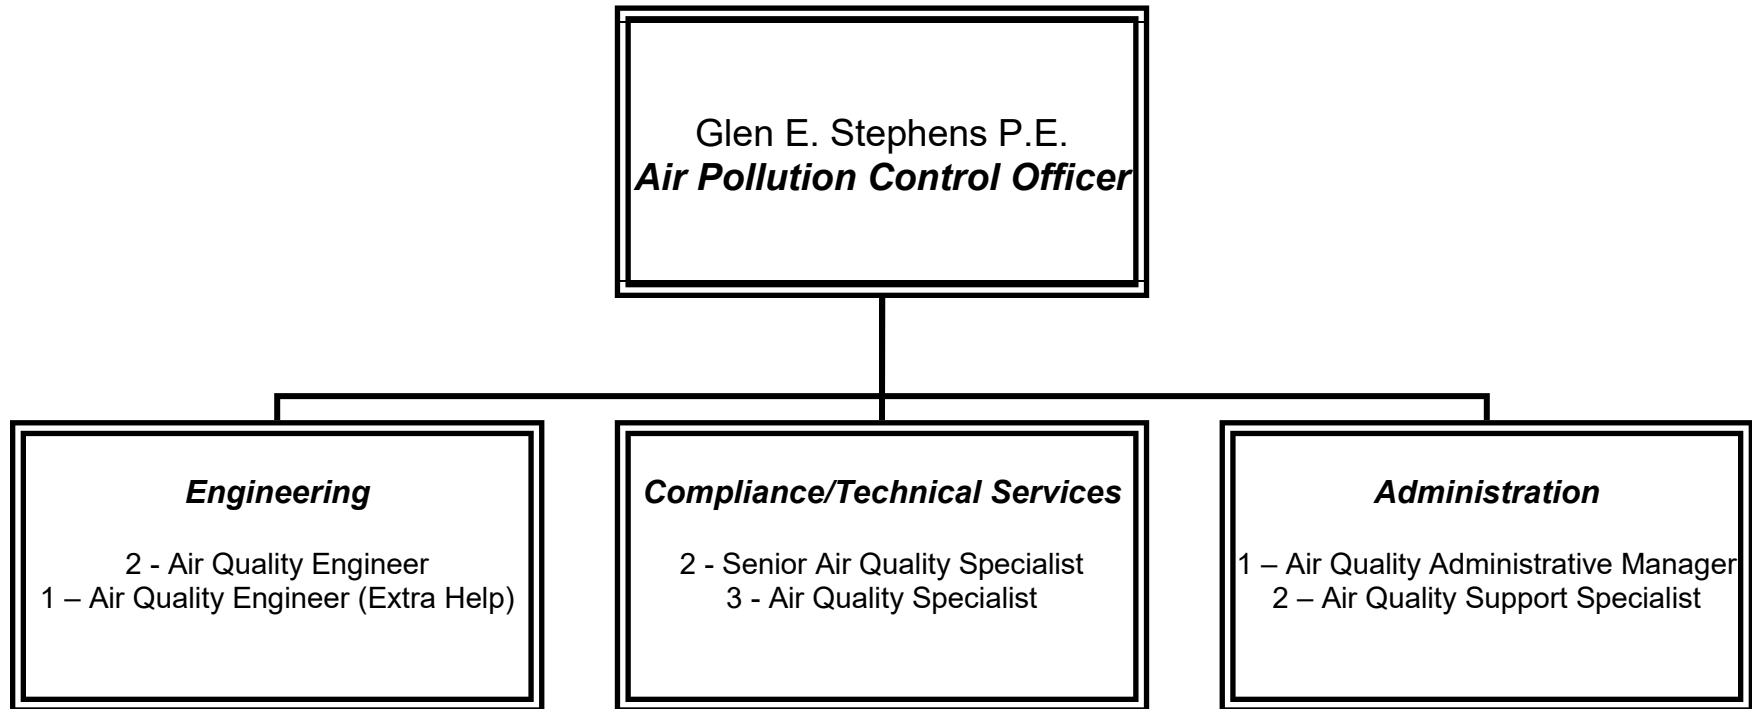 Glen E. Stephens P.E.
Air Pollution Control Officer
Engineering
2 - Air Quality Engineer
1 – Air Quality Engineer (Extra Help)
Compliance/Technical Services
2 - Senior Air Quality Specialist
3 - Air Quality Specialist
Administration
1 – Air Quality Administrative Manager
2 – Air Quality Support Specialist